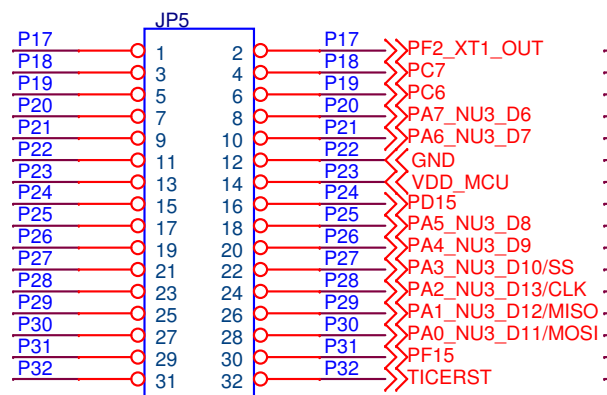 JP5
P17 1 2 P17 PF2_XT1_OUT
P18 3 4 P18 PC7
P19 5 6 P19 PC6
P20 7 8 P20 PA7_NU3_D6
P21 9 10 P21 PA6_NU3_D7
P22 11 12 P22 GND
P23 13 14 P23 VDD_MCU
P24 15 16 P24 PD15
P25 17 18 P25 PA5_NU3_D8
P26 19 20 P26 PA4_NU3_D9
P27 21 22 P27 PA3_NU3_D10/SS
P28 23 24 P28 PA2_NU3_D13/CLK
P29 25 26 P29 PA1_NU3_D12/MISO
P30 27 28 P30 PA0_NU3_D11/MOSI
P31 29 30 P31 PF15
P32 31 32 P32 TICERST